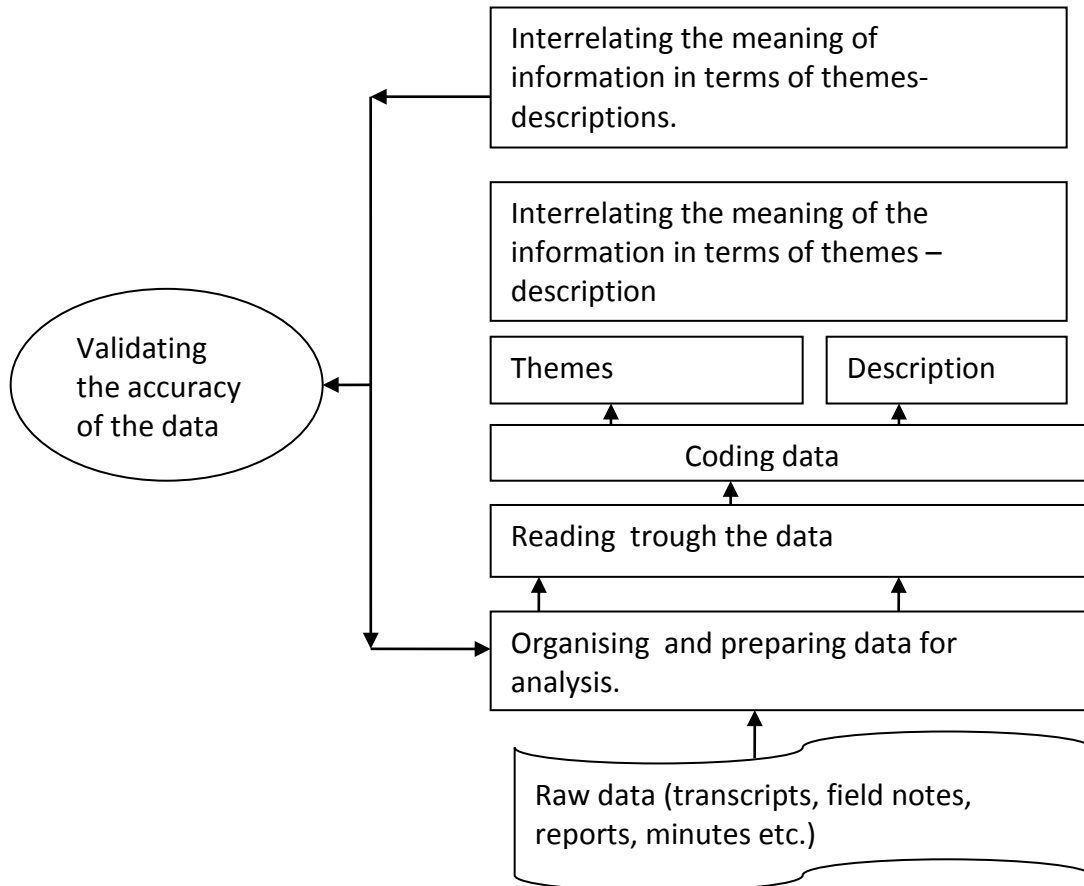 Interrelating the meaning of
information in terms of themes-
descriptions.
Interrelating the meaning of the
information in terms of themes –
description
Validating
the accuracy
of the data
Themes
Description
Coding data
Reading  trough the data
Organising  and preparing data for
analysis.
Raw data (transcripts, field notes,
reports, minutes etc.)